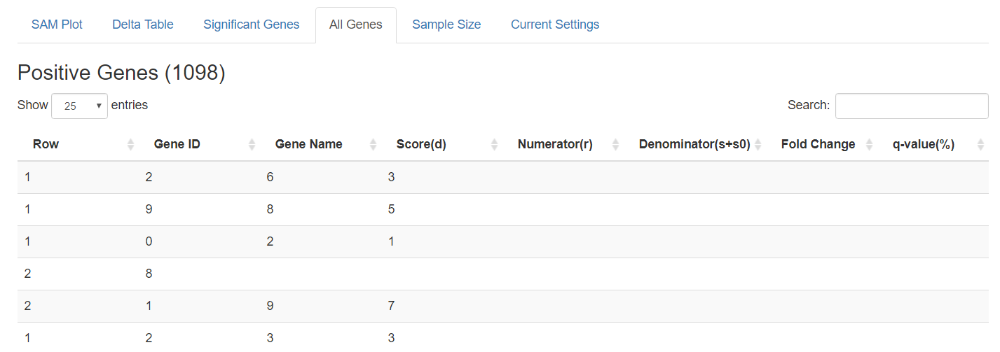 SAM Plot Delta Table Significant Genes All Genes Sample Size Current Settings
Positive Genes (1098)
Show 25 entries Search:
Row Gene ID Gene Name Score(d) Numerator(r) Denominator(s+s0) Fold Change q-value(%)
1 2 6 3
1 9 8 5
1 0 2 1
2 8
2 1 9 7
1 2 3 3